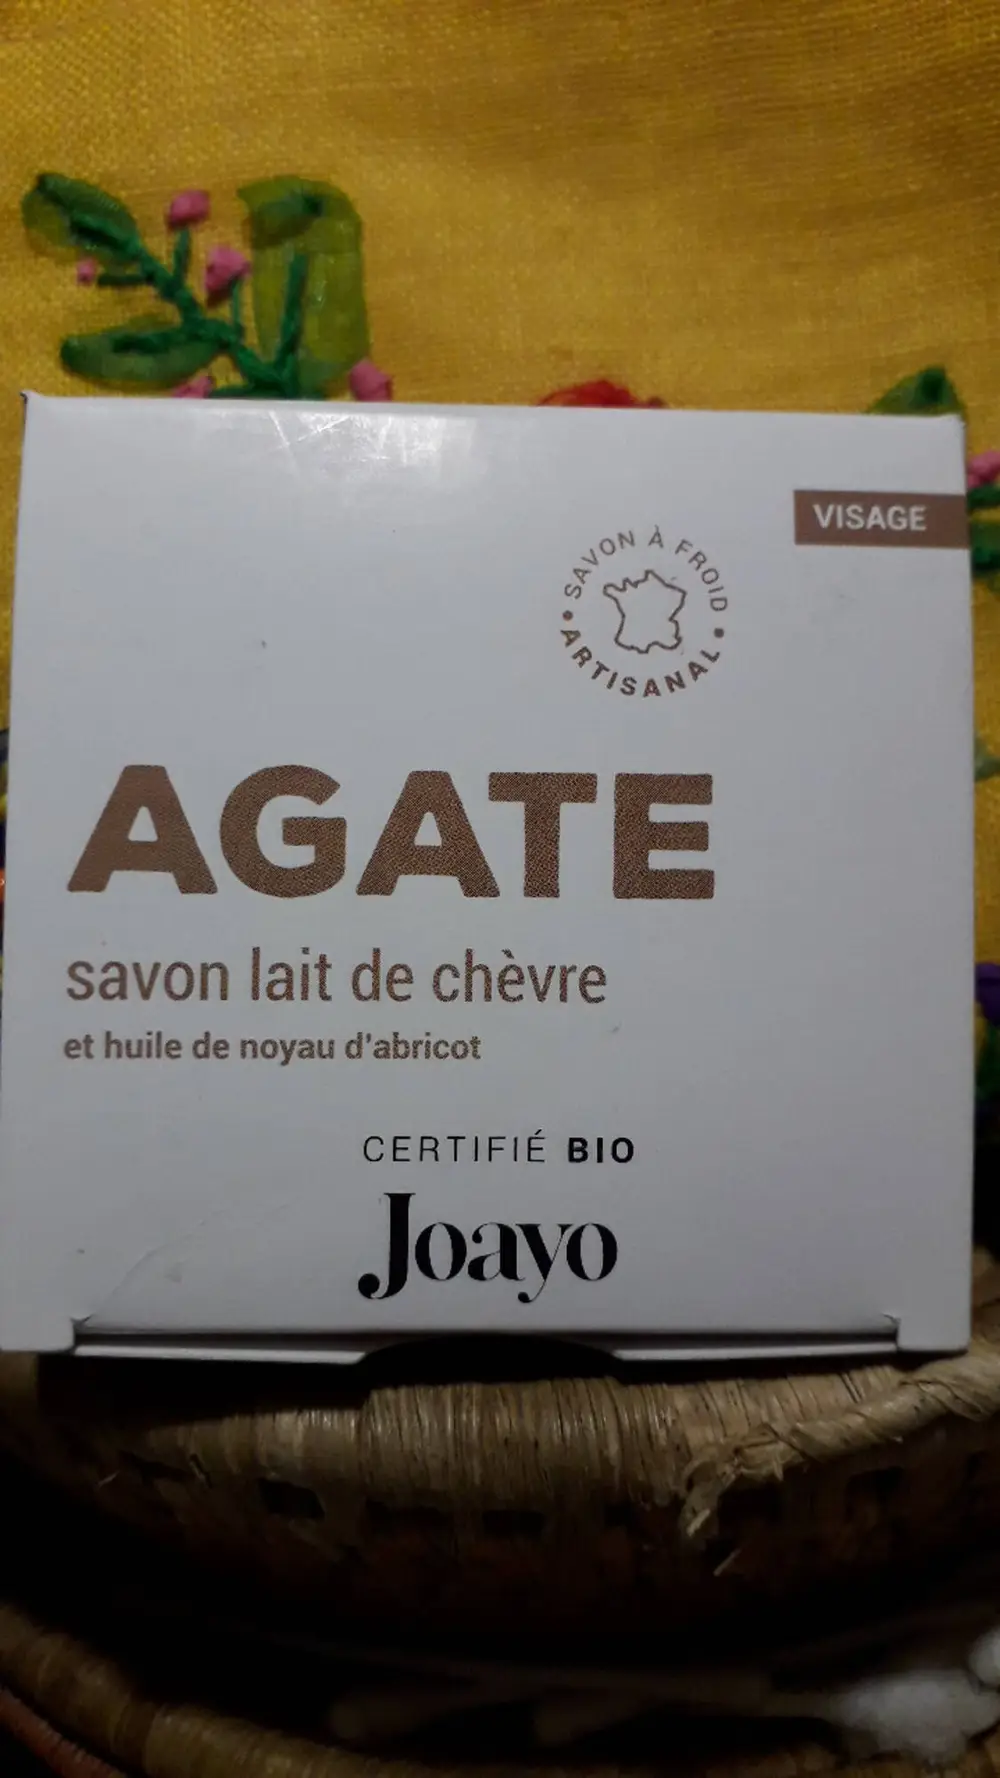 VISAGE
SAVON À FROID
• ARTISANAL •
AGATE
savon lait de chèvre
et huile de noyau d'abricot
CERTIFIÉ BIO
Joayo